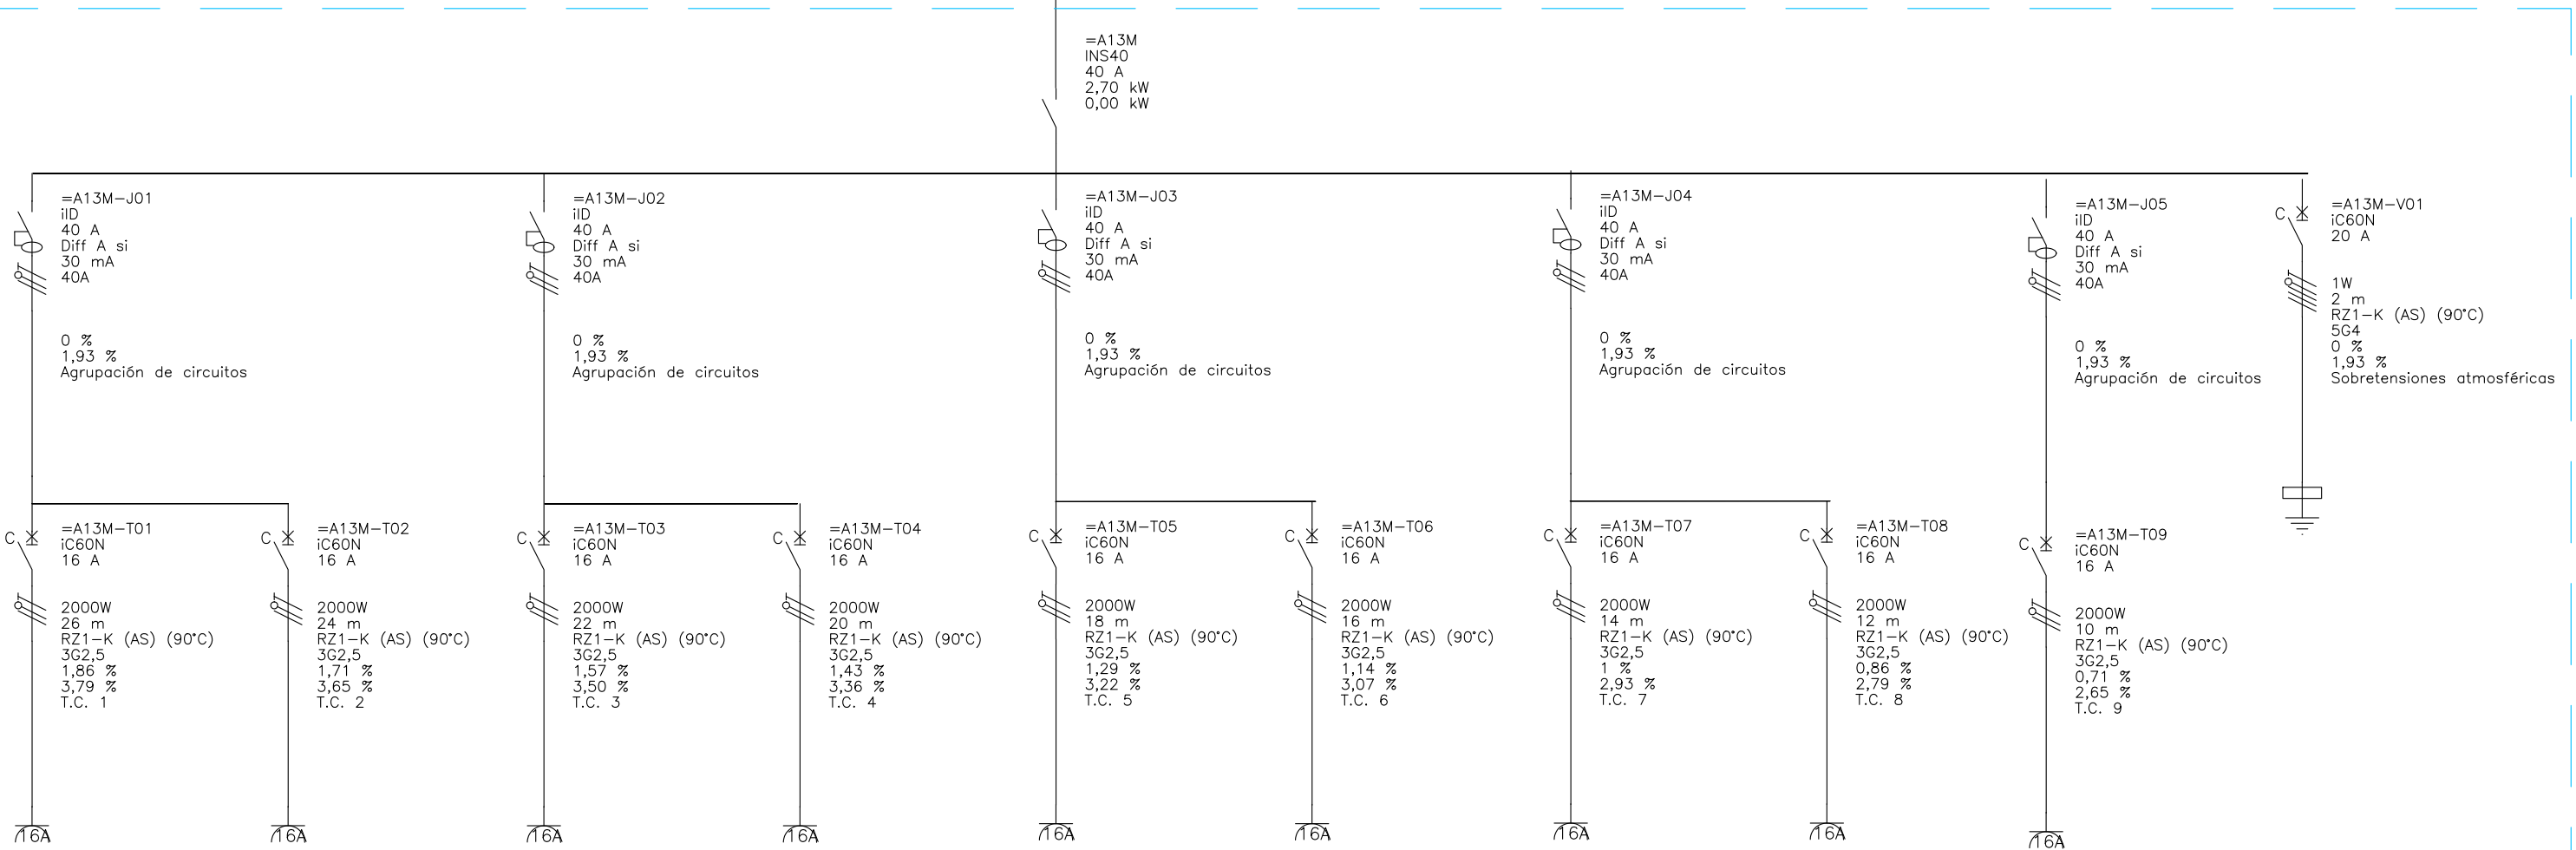 =A13M
INS40
40 A
2,70 kW
0,00 kW
=A13M-J01
iID
40 A
Diff A si
30 mA
40A
0 %
1,93 %
Agrupación de circuitos
=A13M-J02
iID
40 A
Diff A si
30 mA
40A
0 %
1,93 %
Agrupación de circuitos
=A13M-J03
iID
40 A
Diff A si
30 mA
40A
0 %
1,93 %
Agrupación de circuitos
=A13M-J04
iID
40 A
Diff A si
30 mA
40A
0 %
1,93 %
Agrupación de circuitos
=A13M-J05
iID
40 A
Diff A si
30 mA
40A
0 %
1,93 %
Agrupación de circuitos
C
=A13M-V01
iC60N
20 A
1W
2 m
RZ1-K (AS) (90°C)
5G4
0 %
1,93 %
Sobretensiones atmosféricas
C
=A13M-T01
iC60N
16 A
2000W
26 m
RZ1-K (AS) (90°C)
3G2,5
1,86 %
3,79 %
T.C. 1
16A
C
=A13M-T02
iC60N
16 A
2000W
24 m
RZ1-K (AS) (90°C)
3G2,5
1,71 %
3,65 %
T.C. 2
16A
C
=A13M-T03
iC60N
16 A
2000W
22 m
RZ1-K (AS) (90°C)
3G2,5
1,57 %
3,50 %
T.C. 3
16A
C
=A13M-T04
iC60N
16 A
2000W
20 m
RZ1-K (AS) (90°C)
3G2,5
1,43 %
3,36 %
T.C. 4
16A
C
=A13M-T05
iC60N
16 A
2000W
18 m
RZ1-K (AS) (90°C)
3G2,5
1,29 %
3,22 %
T.C. 5
16A
C
=A13M-T06
iC60N
16 A
2000W
16 m
RZ1-K (AS) (90°C)
3G2,5
1,14 %
3,07 %
T.C. 6
16A
C
=A13M-T07
iC60N
16 A
2000W
14 m
RZ1-K (AS) (90°C)
3G2,5
1 %
2,93 %
T.C. 7
16A
C
=A13M-T08
iC60N
16 A
2000W
12 m
RZ1-K (AS) (90°C)
3G2,5
0,86 %
2,79 %
T.C. 8
16A
C
=A13M-T09
iC60N
16 A
2000W
10 m
RZ1-K (AS) (90°C)
3G2,5
0,71 %
2,65 %
T.C. 9
16A